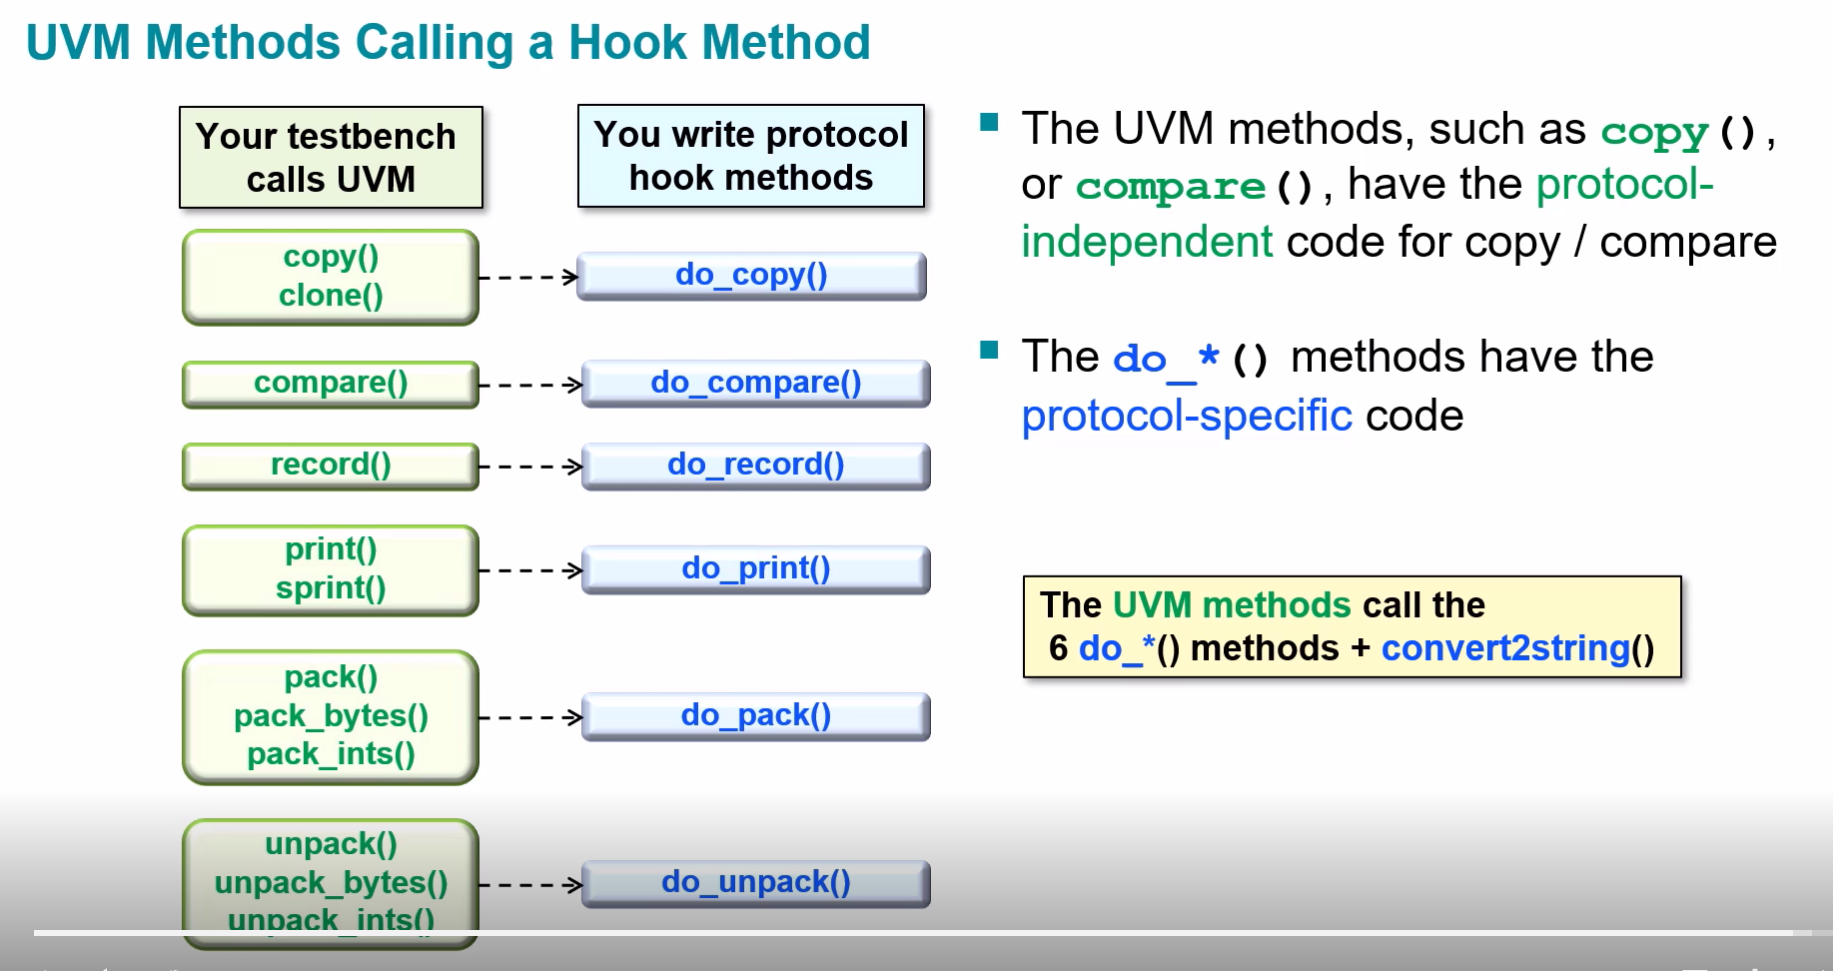 UVM Methods Calling a Hook Method
Your testbench
calls UVM
You write protocol
hook methods
copy()
clone()
do_copy()
compare()
do_compare()
record()
do_record()
print()
sprint()
do_print()
pack()
pack_bytes()
pack_ints()
do_pack()
unpack()
unpack_bytes()
unpack_ints()
do_unpack()
The UVM methods, such as copy(),
or compare(), have the protocol-
independent code for copy / compare
The do_*() methods have the
protocol-specific code
The UVM methods call the
6 do_*() methods + convert2string()